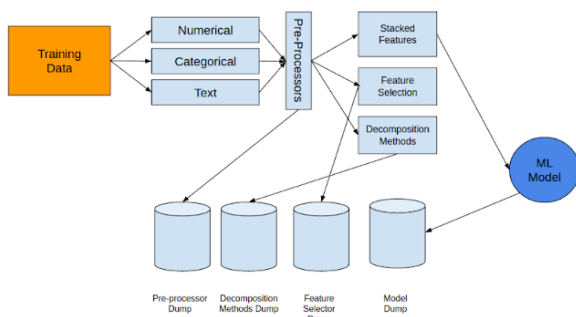 Training
Data
Numerical
Categorical
Text
Pre-Processors
Stacked
Features
Feature
Selection
Decomposition
Methods
ML
Model
Pre-processor
Dump
Decomposition
Methods Dump
Feature
Selector
Model
Dump